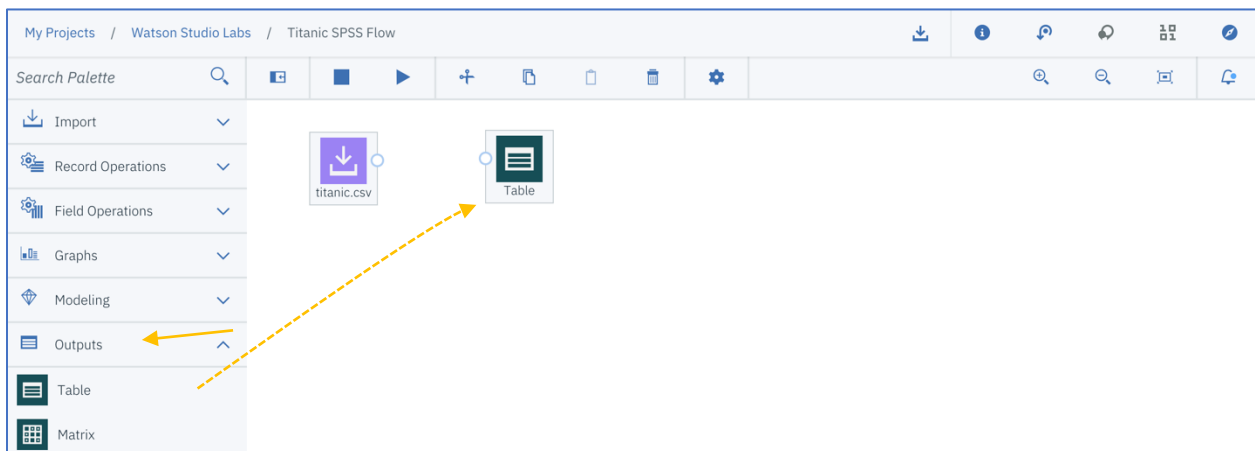 My Projects / Watson Studio Labs / Titanic SPSS Flow
Search Palette
Import
Record Operations
Field Operations
Graphs
Modeling
Outputs
Table
Matrix
titanic.csv
Table